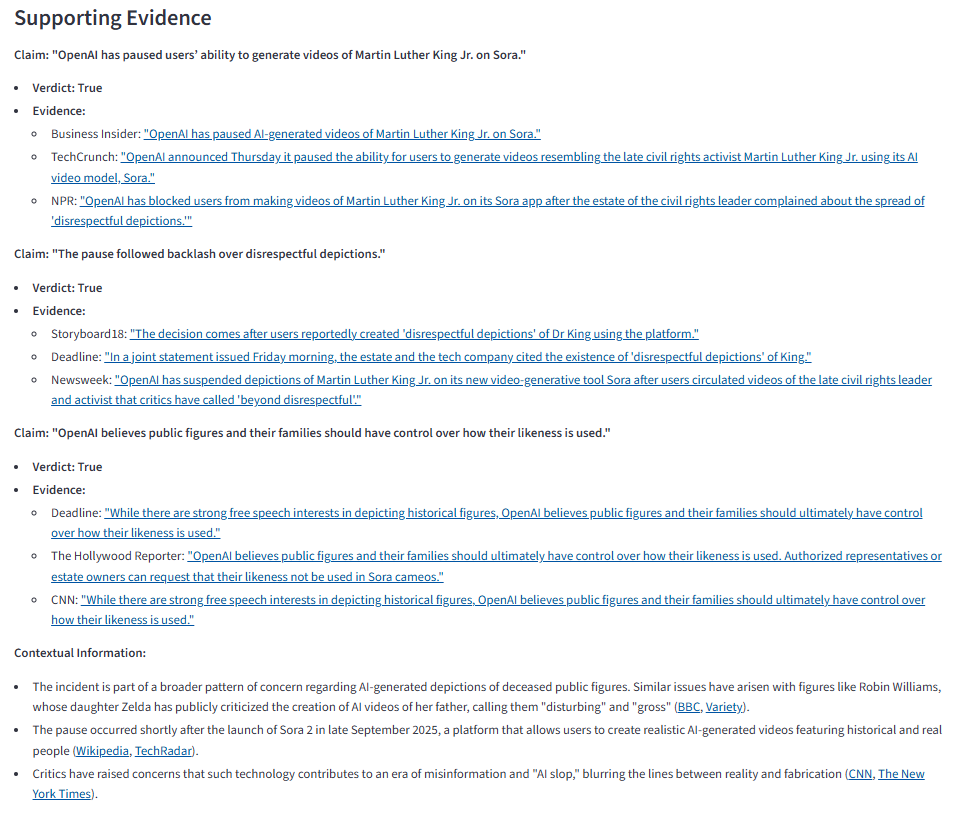 Supporting Evidence
Claim: "OpenAI has paused users’ ability to generate videos of Martin Luther King Jr. on Sora."
• Verdict: True
• Evidence:
○ Business Insider: "OpenAI has paused AI-generated videos of Martin Luther King Jr. on Sora."
○ TechCrunch: "OpenAI announced Thursday it paused the ability for users to generate videos resembling the late civil rights activist Martin Luther King Jr. using its AI
video model, Sora."
○ NPR: "OpenAI has blocked users from making videos of Martin Luther King Jr. on its Sora app after the estate of the civil rights leader complained about the spread of
'disrespectful depictions.'"
Claim: "The pause followed backlash over disrespectful depictions."
• Verdict: True
• Evidence:
○ Storyboard18: "The decision comes after users reportedly created 'disrespectful depictions' of Dr King using the platform."
○ Deadline: "In a joint statement issued Friday morning, the estate and the tech company cited the existence of 'disrespectful depictions' of King."
○ Newsweek: "OpenAI has suspended depictions of Martin Luther King Jr. on its new video-generative tool Sora after users circulated videos of the late civil rights leader
and activist that critics have called 'beyond disrespectful'."
Claim: "OpenAI believes public figures and their families should have control over how their likeness is used."
• Verdict: True
• Evidence:
○ Deadline: "While there are strong free speech interests in depicting historical figures, OpenAI believes public figures and their families should ultimately have control
over how their likeness is used."
○ The Hollywood Reporter: "OpenAI believes public figures and their families should ultimately have control over how their likeness is used. Authorized representatives or
estate owners can request that their likeness not be used in Sora cameos."
○ CNN: "While there are strong free speech interests in depicting historical figures, OpenAI believes public figures and their families should ultimately have control over
how their likeness is used."
Contextual Information:
• The incident is part of a broader pattern of concern regarding AI-generated depictions of deceased public figures. Similar issues have arisen with figures like Robin Williams,
whose daughter Zelda has publicly criticized the creation of AI videos of her father, calling them "disturbing" and "gross" (BBC, Variety).
• The pause occurred shortly after the launch of Sora 2 in late September 2025, a platform that allows users to create realistic AI-generated videos featuring historical and real
people (Wikipedia, TechRadar).
• Critics have raised concerns that such technology contributes to an era of misinformation and "AI slop," blurring the lines between reality and fabrication (CNN, The New
York Times).